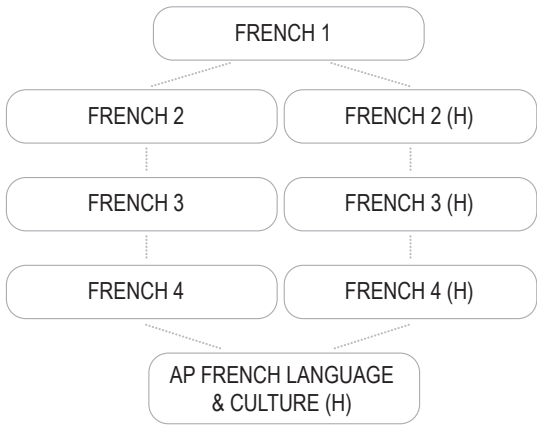 FRENCH 1
FRENCH 2
FRENCH 2 (H)
FRENCH 3
FRENCH 3 (H)
FRENCH 4
FRENCH 4 (H)
AP FRENCH LANGUAGE
& CULTURE (H)